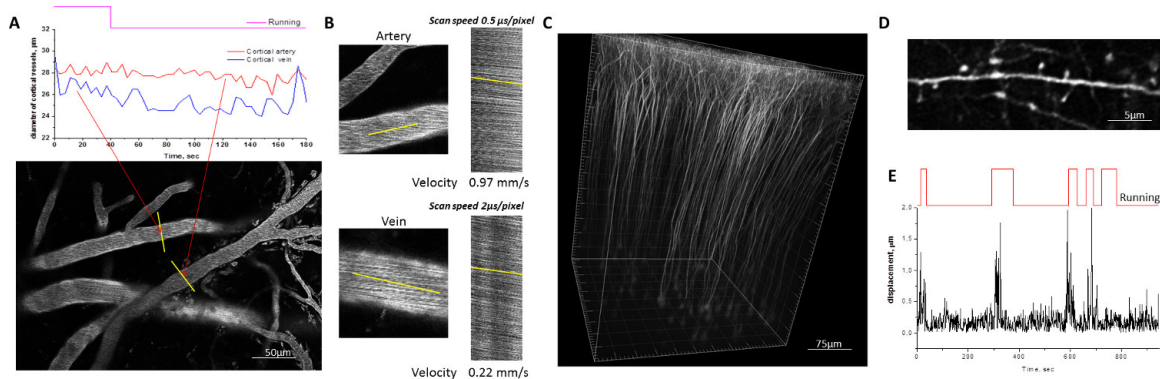 A
Running
diameter of cortical vessels, µm
28
26
24
22
Cortical artery
Cortical vein
0
20
40
60
80
100
120
140
160
180
Time, sec
50µm
B
Artery
Scan speed 0.5 µs/pixel
Velocity 0.97 mm/s
Scan speed 2µs/pixel
Vein
Velocity 0.22 mm/s
C
75µm
D
5µm
E
Running
displacement, µm
2.0
1.5
1.0
0.5
0.0
0
200
400
600
800
Time, sec